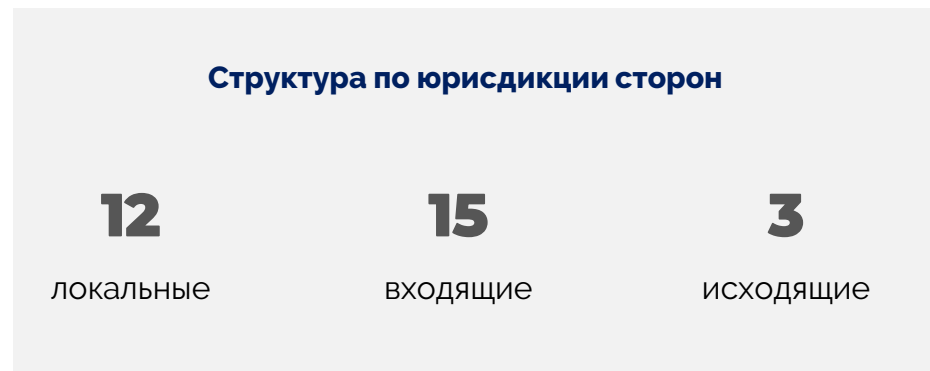 Структура по юрисдикции сторон
12 15 3
локальные входящие исходящие